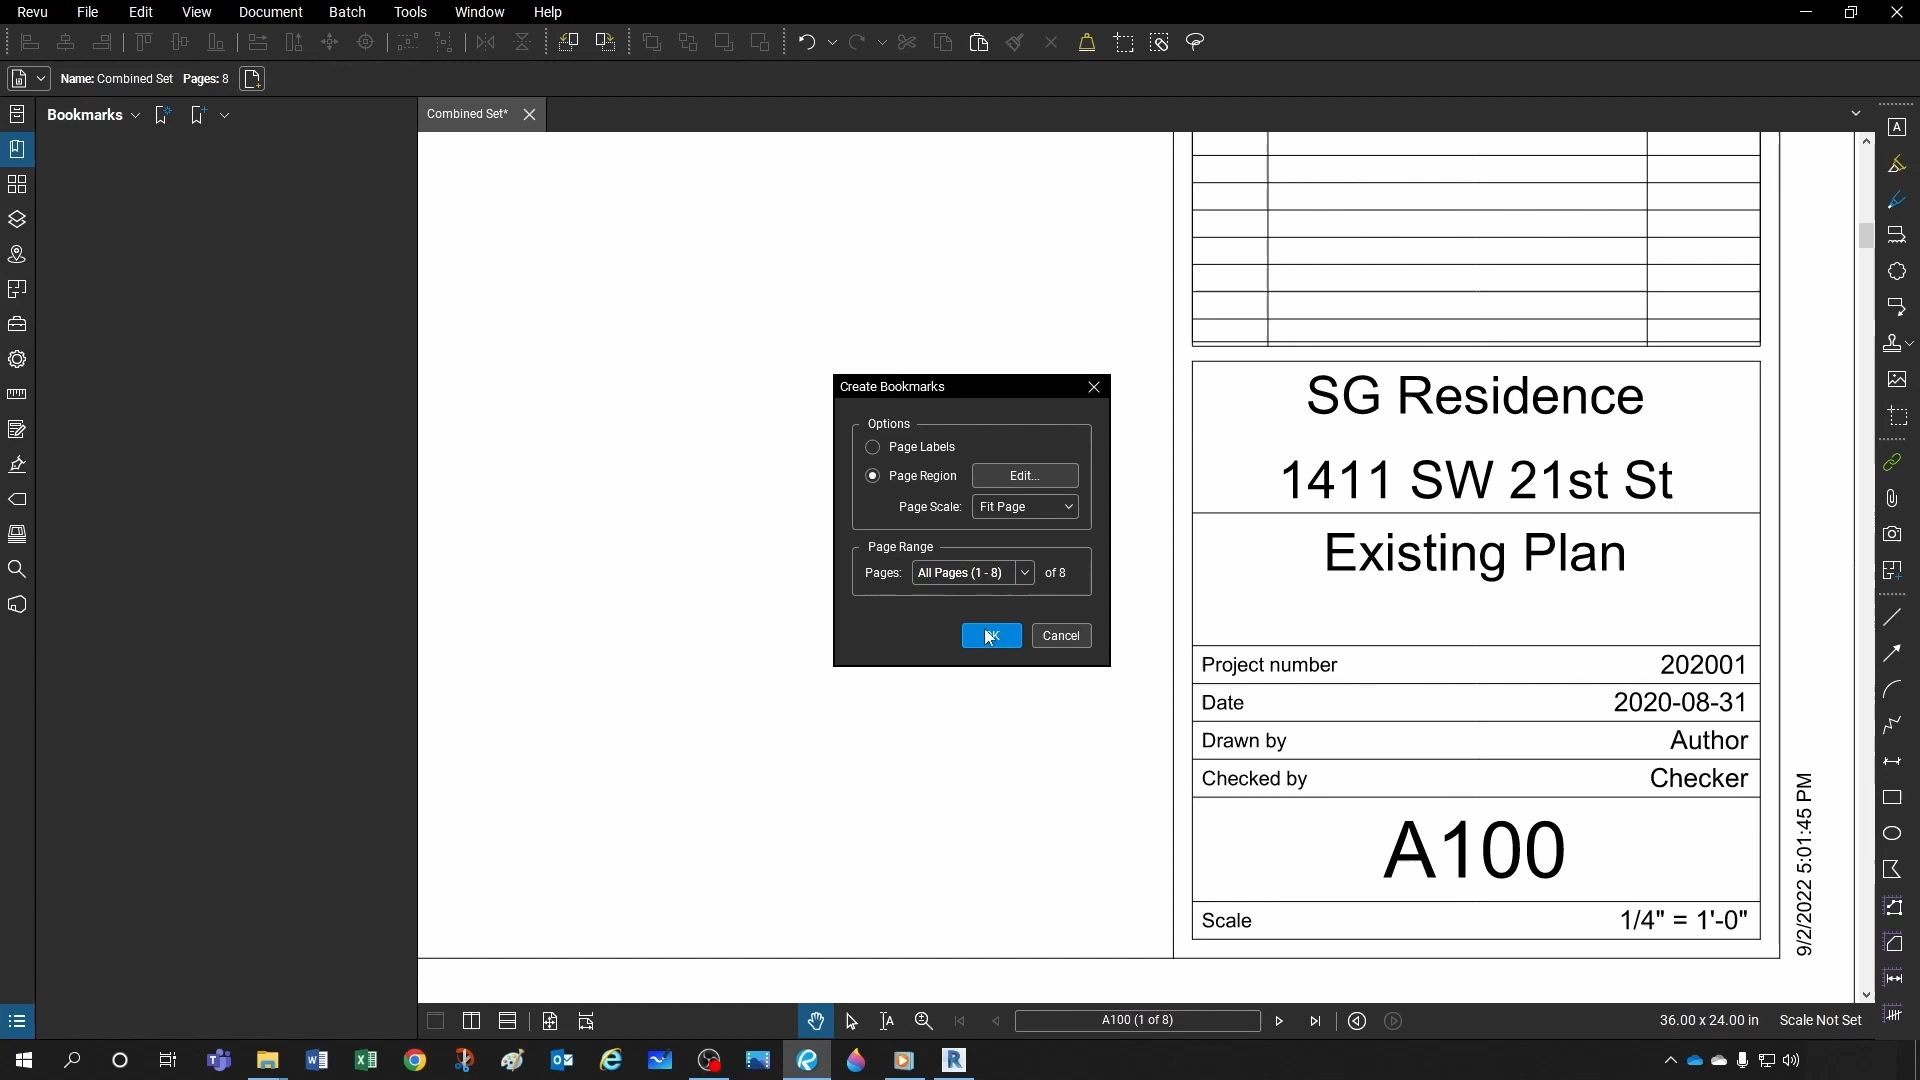 Revu File Edit View Document Batch Tools Window Help
Name: Combined Set Pages: 8
Bookmarks
Combined Set*
A
SG Residence
1411 SW 21st St
Existing Plan
Project number 202001
Date 2020-08-31
Drawn by Author
Checked by Checker
A100
Scale 1/4" = 1'-0"
9/2/2022 5:01:45 PM
Create Bookmarks
Options
Page Labels
Page Region Edit...
Page Scale: Fit Page
Page Range
Pages: All Pages (1 - 8) of 8
OK Cancel
A100 (1 of 8)
36.00 x 24.00 in Scale Not Set